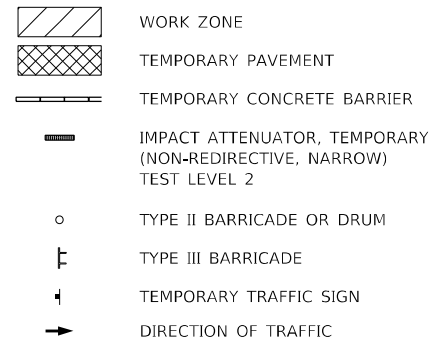 WORK ZONE
TEMPORARY PAVEMENT
TEMPORARY CONCRETE BARRIER
IMPACT ATTENUATOR, TEMPORARY
(NON-REDIRECTIVE, NARROW)
TEST LEVEL 2
TYPE II BARRICADE OR DRUM
TYPE III BARRICADE
TEMPORARY TRAFFIC SIGN
DIRECTION OF TRAFFIC